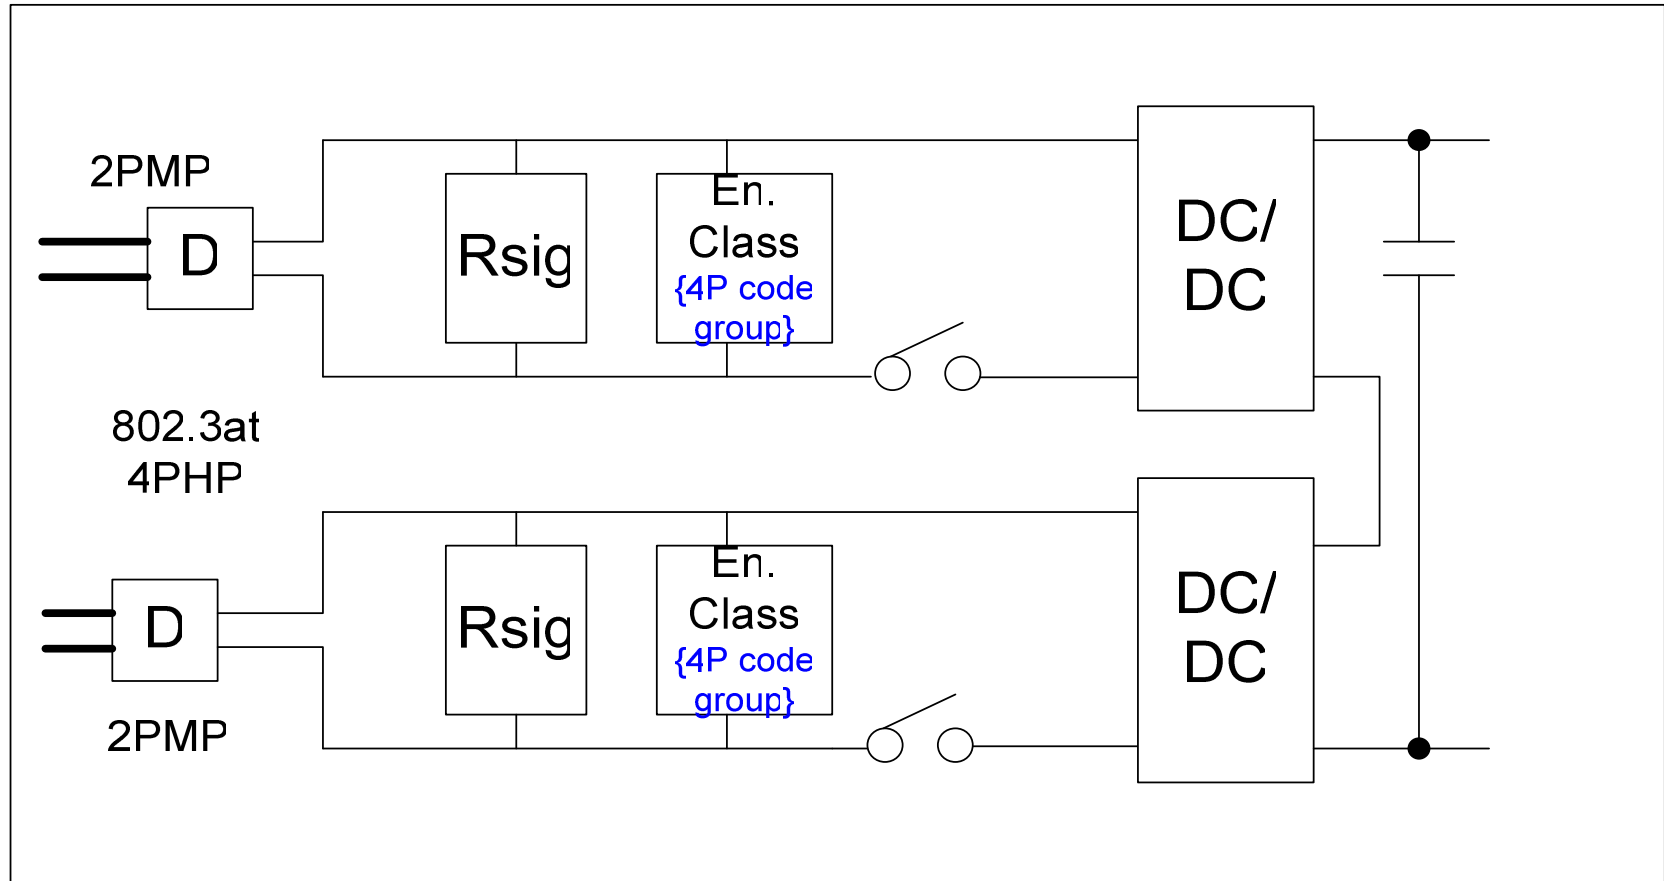 2PMP
D
Rsig
En.
Class
{4P code
group}
DC/
DC
802.3at
4PHP
D
2PMP
Rsig
En.
Class
{4P code
group}
DC/
DC